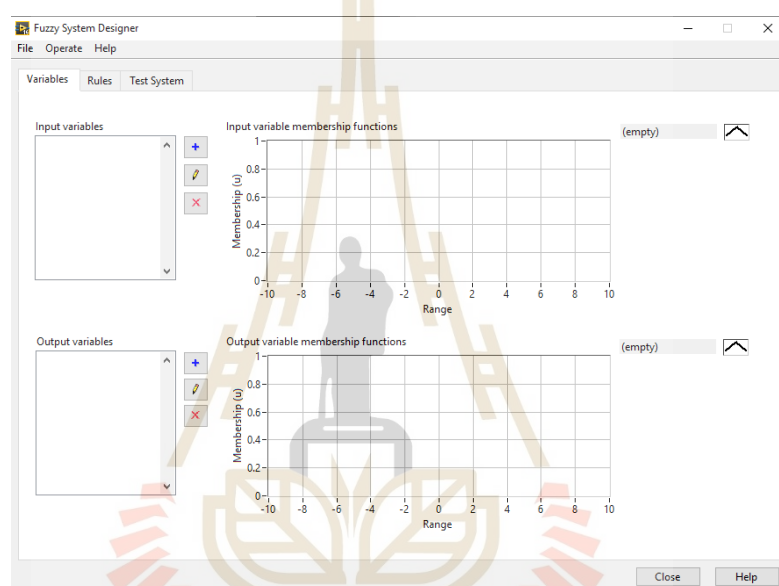 Fuzzy System Designer
File Operate Help
Variables Rules Test System
Input variables
Input variable membership functions
(empty)
Membership (u)
1
0.8
0.6
0.4
0.2
0
-10 -8 -6 -4 -2 0 2 4 6 8 10
Range
Output variables
Output variable membership functions
(empty)
Membership (u)
1
0.8
0.6
0.4
0.2
0
-10 -8 -6 -4 -2 0 2 4 6 8 10
Range
Close Help